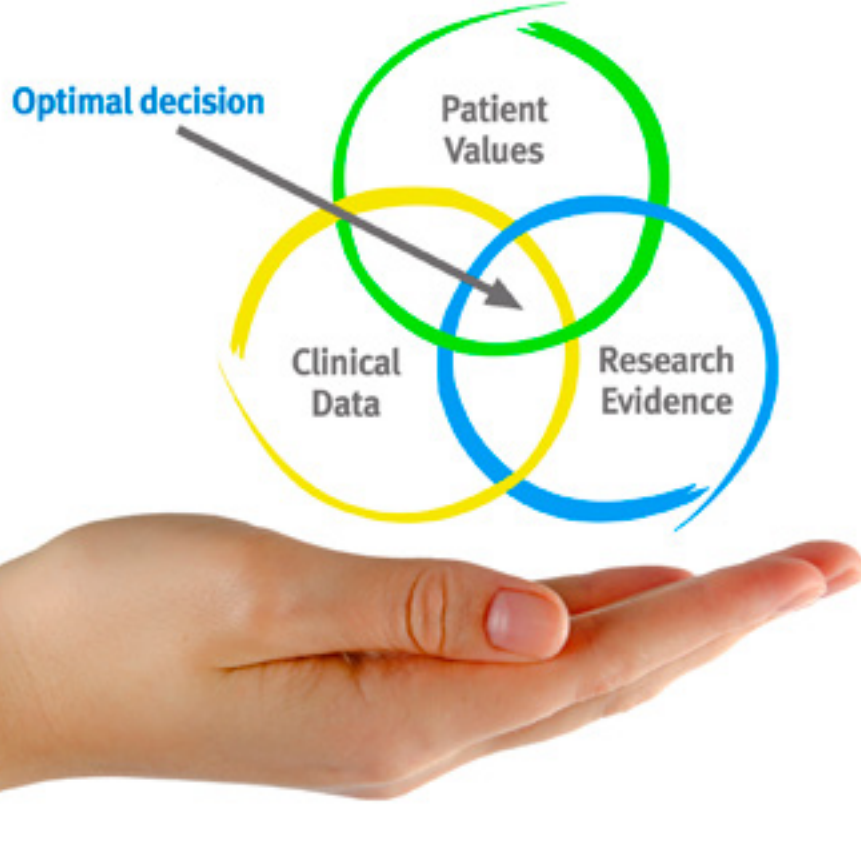 Optimal decision
Patient
Values
Clinical
Data
Research
Evidence